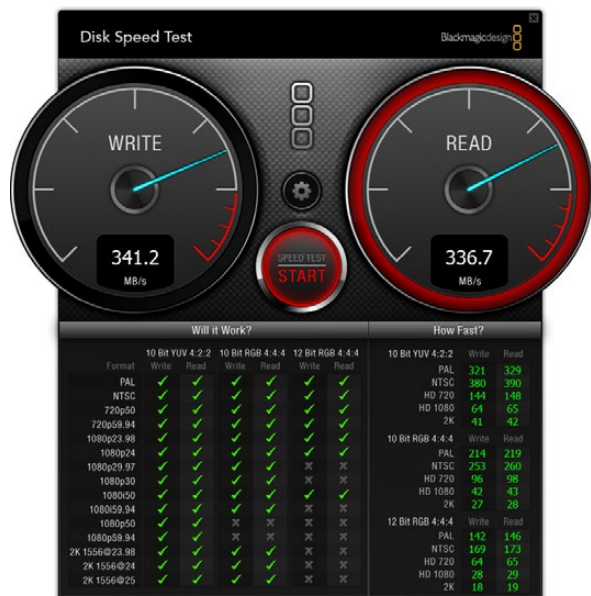 Disk Speed Test
Blackmagicdesign
WRITE
READ
341.2
MB/s
SPEED TEST
START
336.7
MB/s
Will it Work?
10 Bit YUV 4:2:2 10 Bit RGB 4:4:4 12 Bit RGB 4:4:4
Format Write Read Write Read Write Read
PAL ✓ ✓ ✓ ✓ ✓ ✓
NTSC ✓ ✓ ✓ ✓ ✓ ✓
720p50 ✓ ✓ ✓ ✓ ✓ ✓
720p59.94 ✓ ✓ ✓ ✓ ✓ ✓
1080p23.98 ✓ ✓ ✓ ✓ ✓ ✓
1080p24 ✓ ✓ ✓ ✓ ✓ ✓
1080p29.97 ✓ ✓ ✓ ✓ x x
1080p30 ✓ ✓ ✓ ✓ x x
1080i50 ✓ ✓ ✓ ✓ ✓ ✓
1080i59.94 ✓ ✓ ✓ ✓ x x
1080p50 ✓ ✓ x x x x
1080p59.94 ✓ ✓ x x x x
2K 1556@23.98 ✓ ✓ ✓ ✓ x x
2K 1556@24 ✓ ✓ ✓ ✓ x x
2K 1556@25 ✓ ✓ ✓ ✓ x x
How Fast?
10 Bit YUV 4:2:2 Write Read
PAL 321 329
NTSC 380 390
HD 720 144 148
HD 1080 64 65
2K 41 42
10 Bit RGB 4:4:4 Write Read
PAL 214 219
NTSC 253 260
HD 720 96 98
HD 1080 42 43
2K 27 28
12 Bit RGB 4:4:4 Write Read
PAL 142 146
NTSC 169 173
HD 720 64 65
HD 1080 28 29
2K 18 19